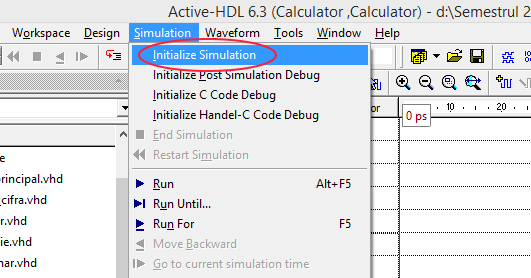 Active-HDL 6.3 (Calculator ,Calculator) - d:\Semestrul 2
Workspace Design Simulation Waveform Tools Window Help
Initialize Simulation
Initialize Post Simulation Debug
Initialize C Code Debug
or 10 20
0 ps
Initialize Handel-C Code Debug
End Simulation
Restart Simulation
e
principal.vhd
Run Alt+F5
cifra.vhd
Run Until...
r.vhd
Run For F5
ie.vhd
Move Backward
nar.vhd
Go to current simulation time